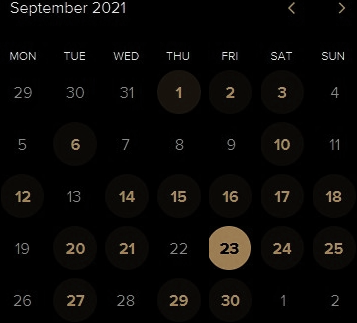 September 2021
MON TUE WED THU FRI SAT SUN
29 30 31 1 2 3 4
5 6 7 8 9 10 11
12 13 14 15 16 17 18
19 20 21 22 23 24 25
26 27 28 29 30 1 2